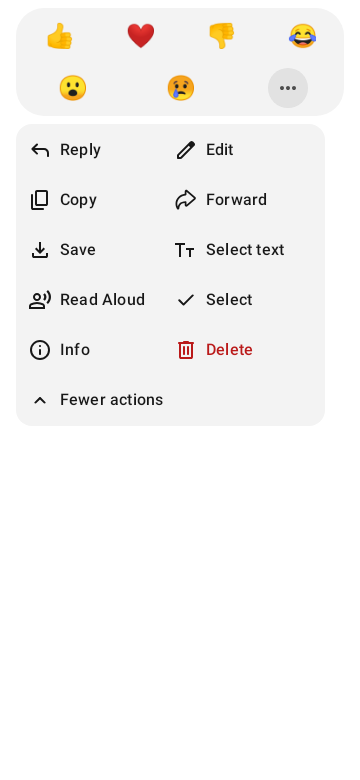 Reply
Edit
Copy
Forward
Save
Select text
Read Aloud
Select
Info
Delete
Fewer actions